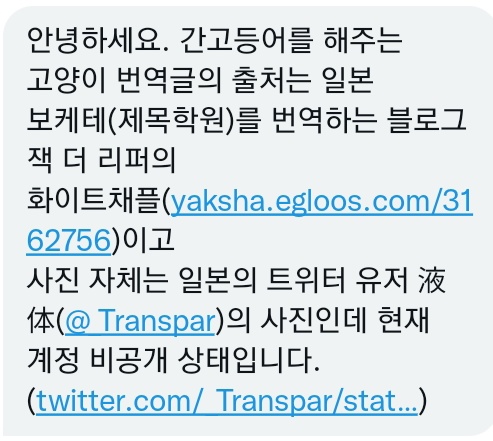 안녕하세요. 간고등어를 해주는
고양이 번역글의 출처는 일본
보케테(제목학원)를 번역하는 블로그
잭 더 리퍼의
화이트채플(yaksha.egloos.com/31
62756)이고
사진 자체는 일본의 트위터 유저 液
体(@_Transpar)의 사진인데 현재
계정 비공개 상태입니다.
(twitter.com/_Transpar/stat...)